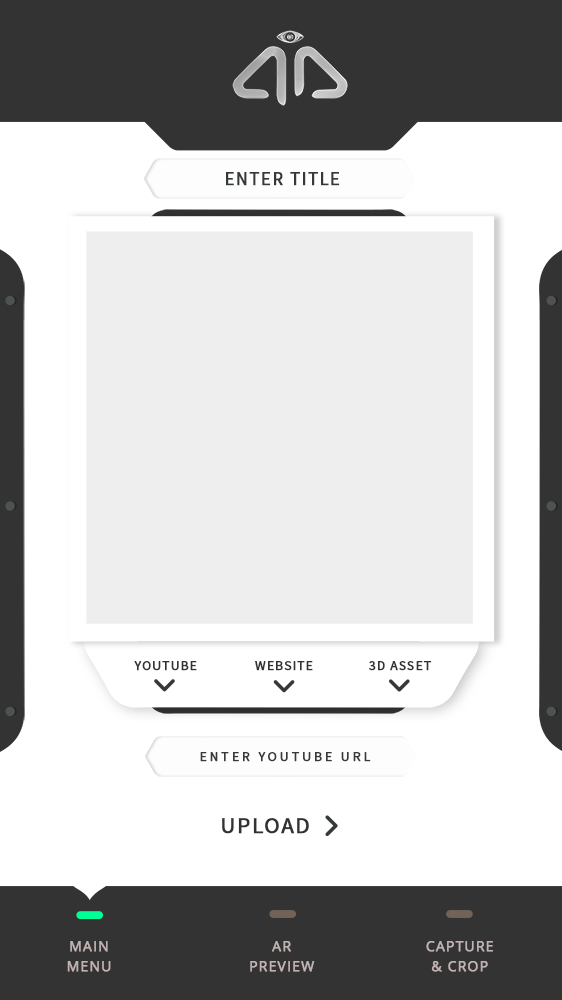 ENTER TITLE
YOUTUBE
WEBSITE
3D ASSET
ENTER YOUTUBE URL
UPLOAD
MAIN
MENU
AR
PREVIEW
CAPTURE
& CROP